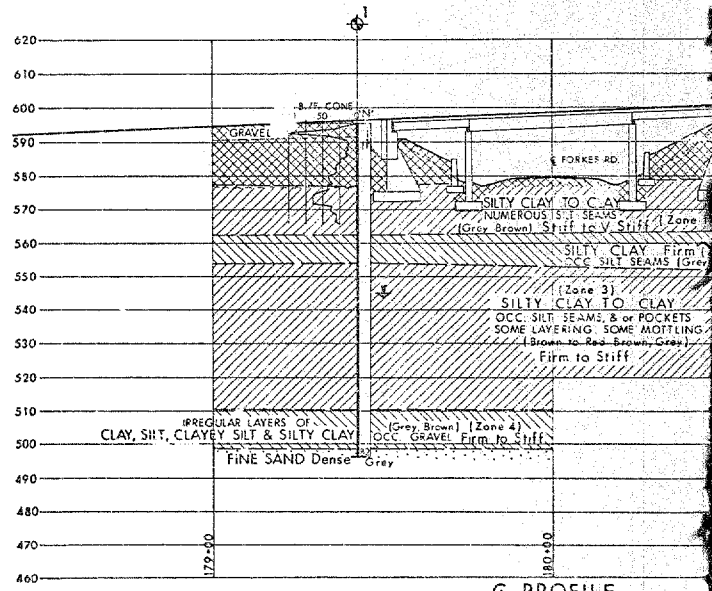 1
620
610
600
590
580
570
560
550
540
530
520
510
500
490
480
470
460
CONE 'N'
50
GRAVEL
℄ FORKES RD.
SILTY CLAY TO CLAY
NUMEROUS SILT SEAMS
(Grey Brown) Stiff to V. Stiff (Zone
SILTY CLAY Firm (
OCC SILT SEAMS (Grey
(Zone 3)
SILTY CLAY TO CLAY
OCC. SILT SEAMS, & or POCKETS
SOME LAYERING, SOME MOTTLING
(Brown to Red Brown, Grey)
Firm to Stiff
IRREGULAR LAYERS OF
CLAY, SILT, CLAYEY SILT & SILTY CLAY
(Grey, Brown) (Zone 4)
OCC. GRAVEL Firm to Stiff
FINE SAND Dense Grey
179+00
180+00
PROFILE